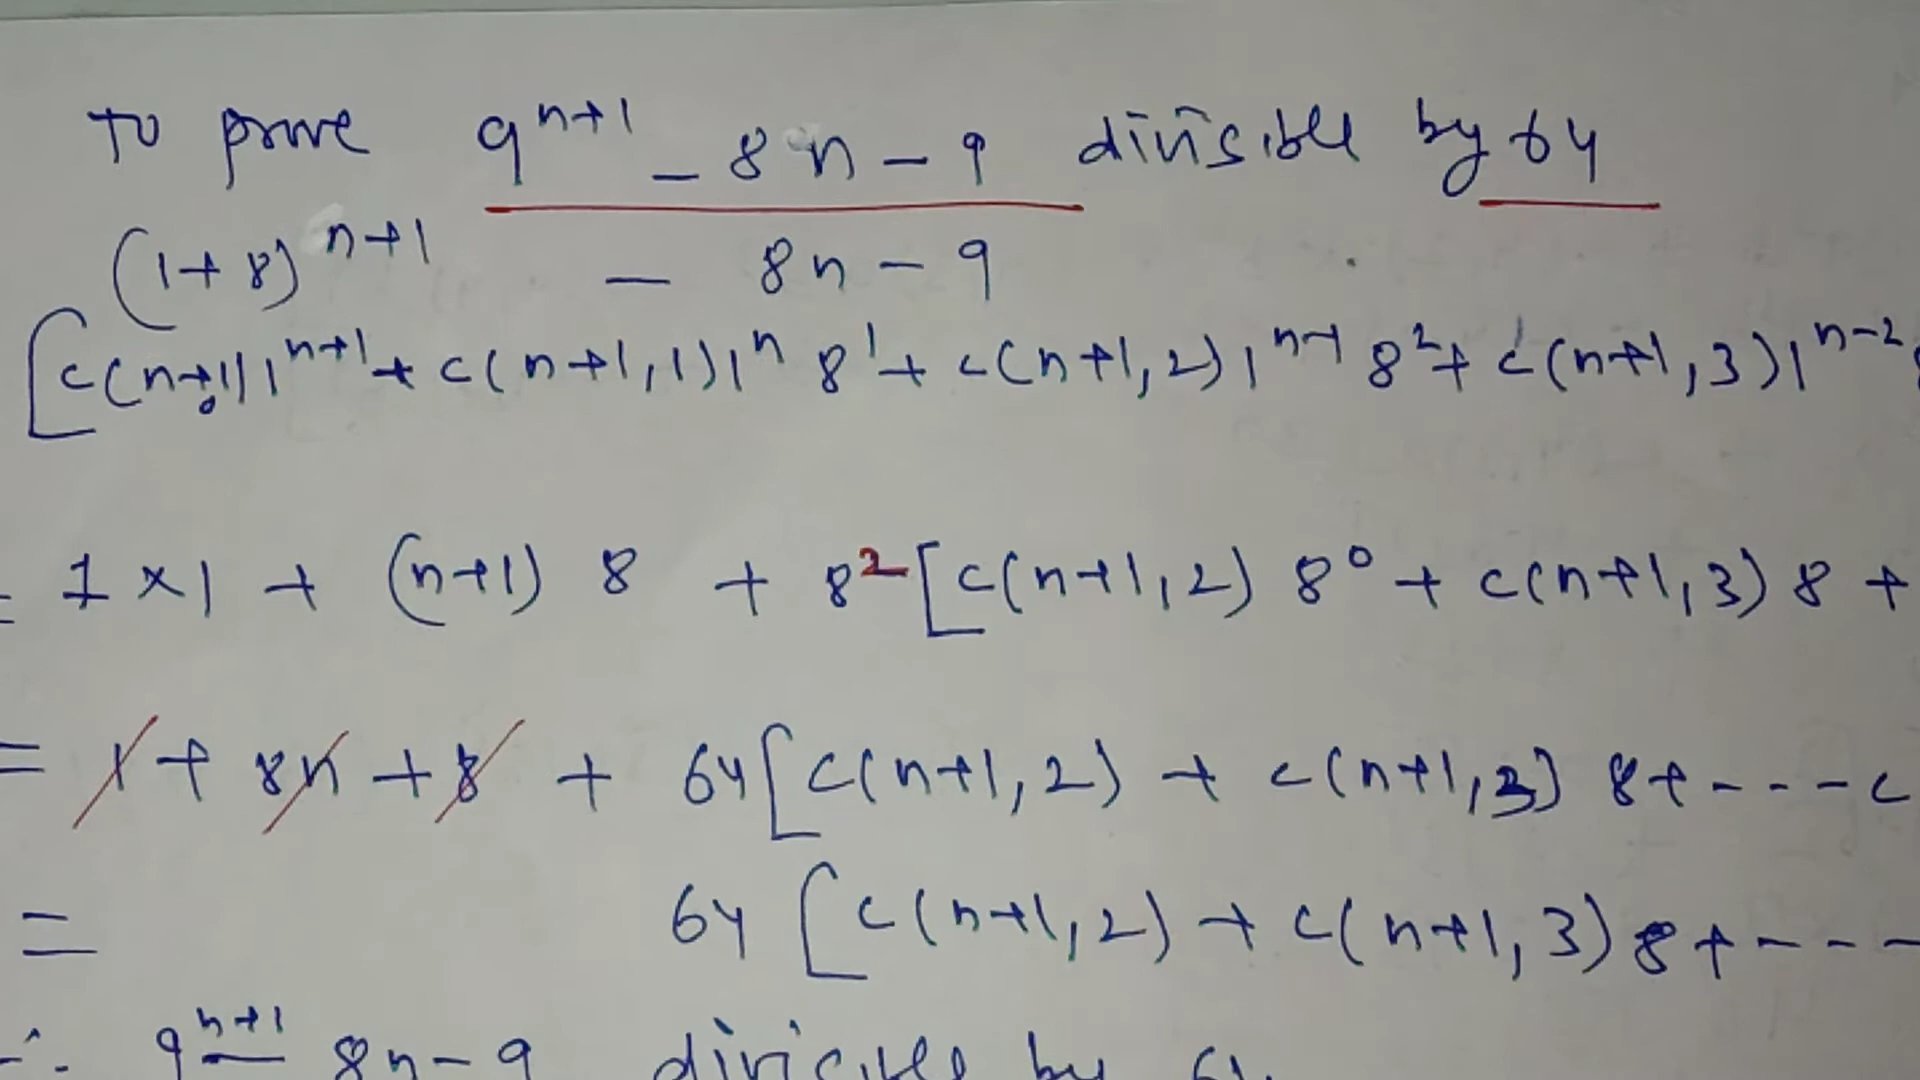 To prove 9^{n+1} - 8n - 9 divisible by 64
(1+8)^{n+1} - 8n - 9
[c(n+1,0)1^{n+1} + c(n+1,1)1^n 8^1 + c(n+1,2)1^{n-1} 8^2 + c(n+1,3)1^{n-2}
= 1 × 1 + (n+1) 8 + 8^2 [c(n+1,2) 8^0 + c(n+1,3) 8 +
= 1 + 8n + 8 + 64 [c(n+1,2) + c(n+1,3) 8 + - - - c
= 64 [c(n+1,2) + c(n+1,3) 8 + - - -
∴ 9^{n+1} - 8n - 9 divisible by